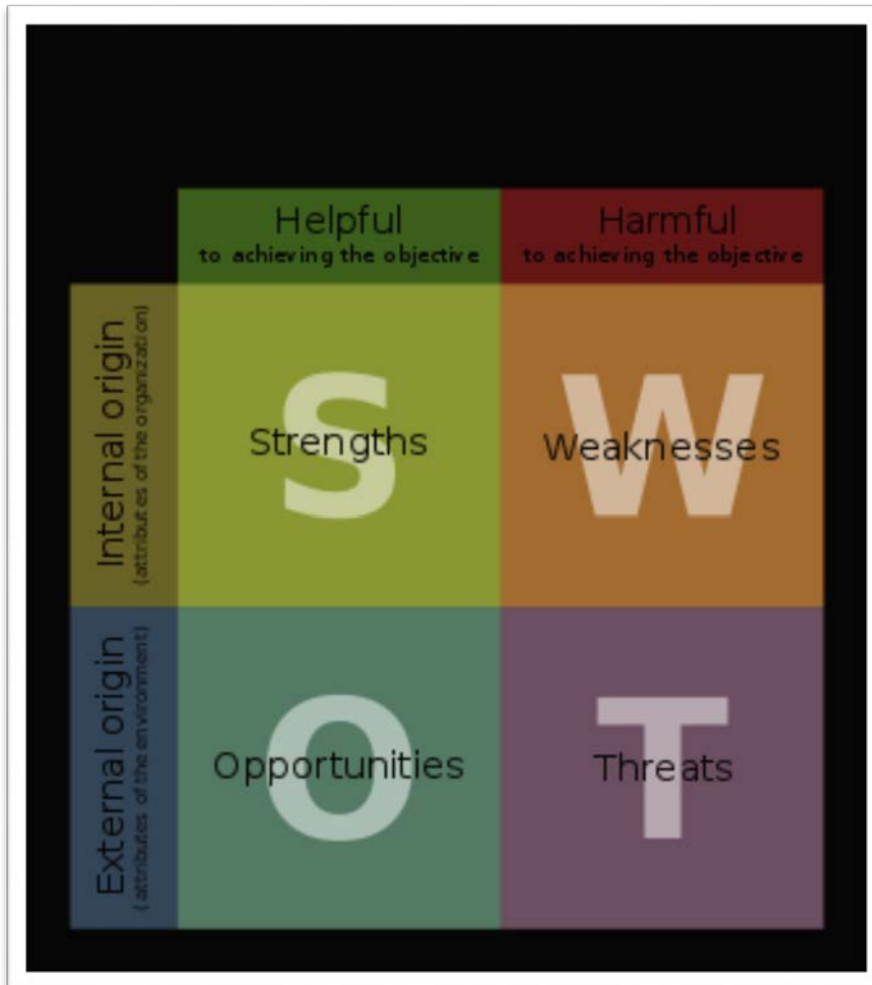 Helpful
to achieving the objective
Harmful
to achieving the objective
Internal origin
(attributes of the organization)
S
Strengths
W
Weaknesses
External origin
(attributes of the environment)
O
Opportunities
T
Threats